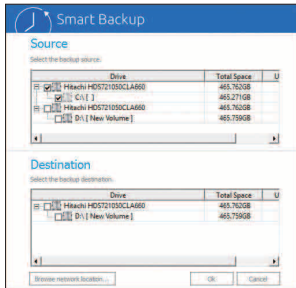 Smart Backup
Source
Select the backup source.
Drive Total Space U
Hitachi HDS721050CLA660 465.762GB
C:\ [ ] 465.271GB
Hitachi HDS721050CLA660 465.762GB
D:\ [ New Volume ] 465.759GB
Destination
Select the backup destination.
Drive Total Space U
Hitachi HDS721050CLA660 465.762GB
D:\ [ New Volume ] 465.759GB
Browse network location...
Ok
Cancel